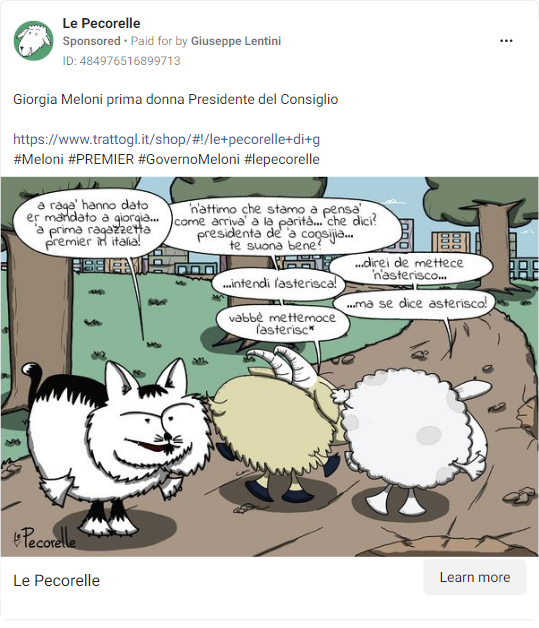 Le Pecorelle
Sponsored • Paid for by Giuseppe Lentini
ID: 484976516899713
Giorgia Meloni prima donna Presidente del Consiglio
https://www.trattogl.it/shop/#!/le+pecorelle+di+g
#Meloni #PREMIER #GovernoMeloni #lepecorelle
a raga' hanno dato
er mandato a giorgia...
'a prima ragazzetta
premier in italia!
'n'attimo che stamo a pensa'
come arriva' a la parità... che dici?
presidenta de 'a consijia...
te suona bene?
...direi de mettece
'n'asterisco...
...intendi l'asterisca!
...ma se dice asterisco!
vabbè mettemoce
l'asterisc*
Le Pecorelle
Le Pecorelle
Learn more